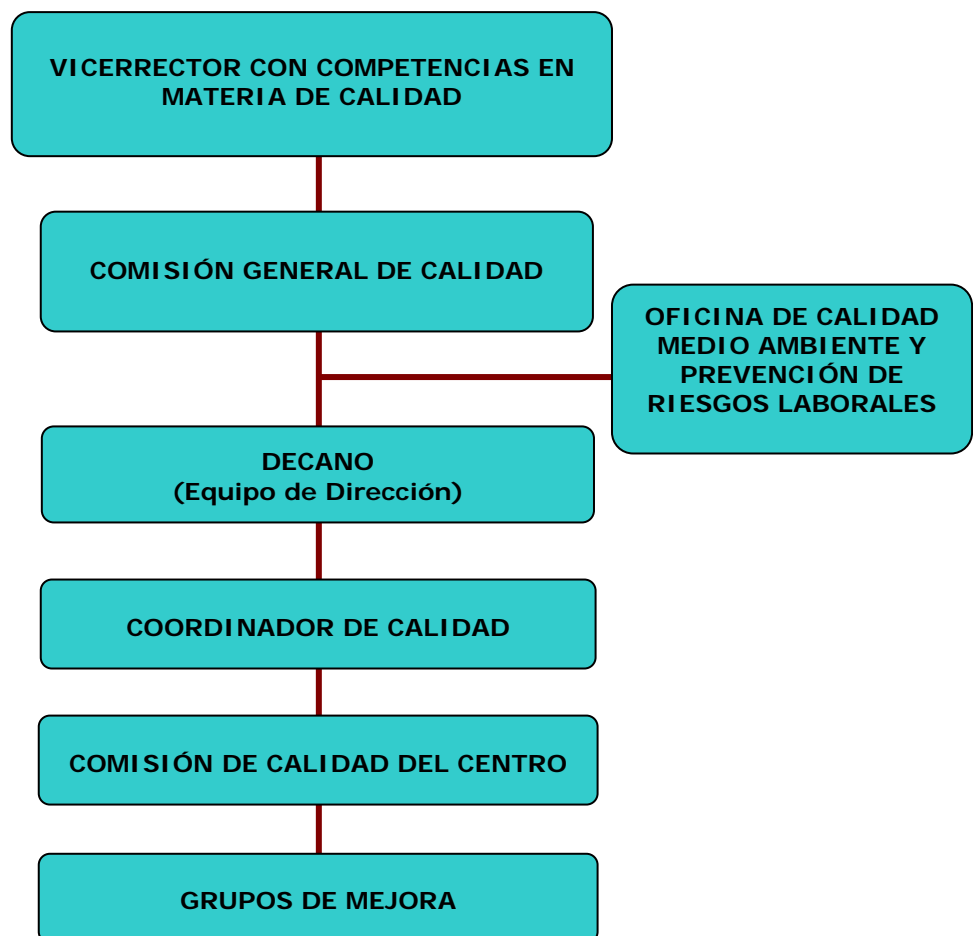 VICERRECTOR CON COMPETENCIAS EN
MATERIA DE CALIDAD
COMISIÓN GENERAL DE CALIDAD
OFICINA DE CALIDAD
MEDIO AMBIENTE Y
PREVENCIÓN DE
RIESGOS LABORALES
DECANO
(Equipo de Dirección)
COORDINADOR DE CALIDAD
COMISIÓN DE CALIDAD DEL CENTRO
GRUPOS DE MEJORA